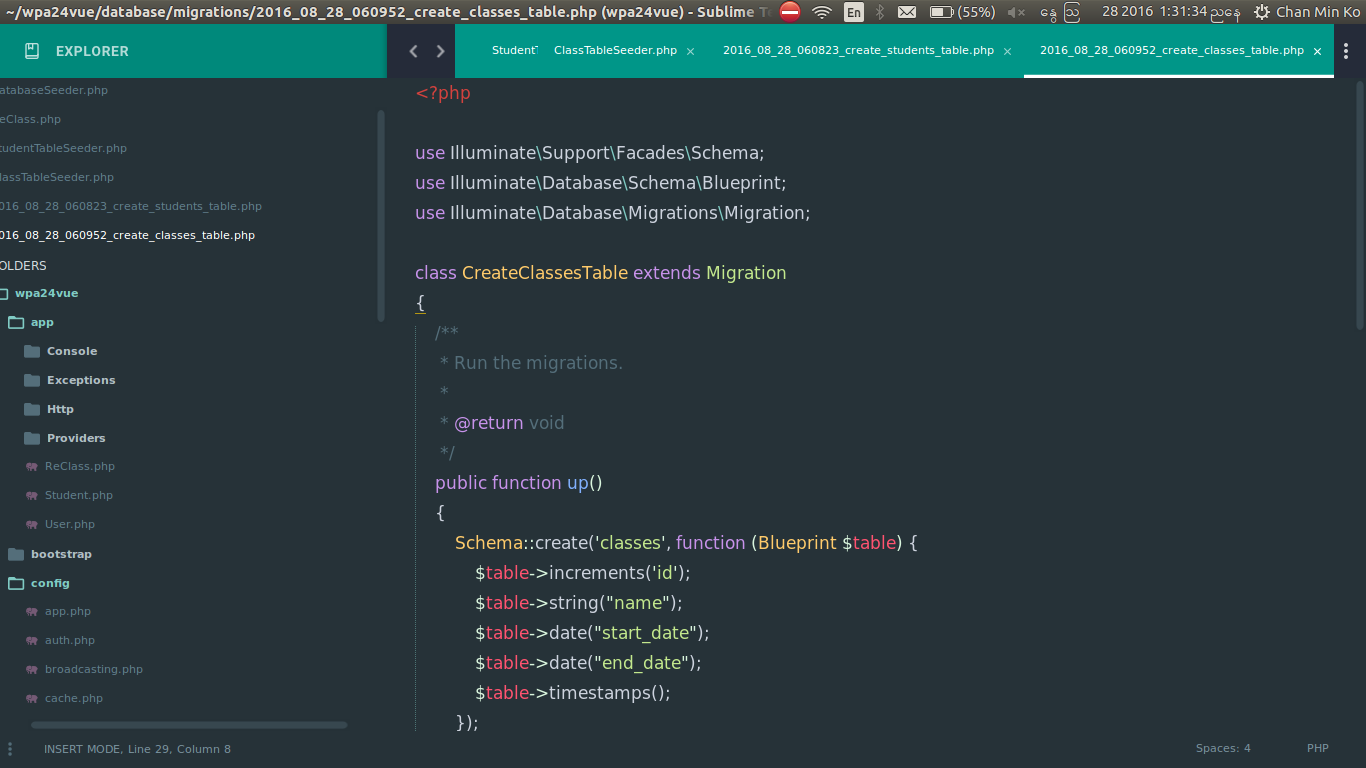 ~/wpa24vue/database/migrations/2016_08_28_060952_create_classes_table.php (wpa24vue) - Sublime
En (55%) 28 2016 1:31:34 Chan Min Ko
EXPLORER
Student ClassTableSeeder.php × 2016_08_28_060823_create_students_table.php × 2016_08_28_060952_create_classes_table.php ×
atabaseSeeder.php
eClass.php
tudentTableSeeder.php
lassTableSeeder.php
016_08_28_060823_create_students_table.php
016_08_28_060952_create_classes_table.php
OLDERS
wpa24vue
app
Console
Exceptions
Http
Providers
ReClass.php
Student.php
User.php
bootstrap
config
app.php
auth.php
broadcasting.php
cache.php
<?php
use Illuminate\Support\Facades\Schema;
use Illuminate\Database\Schema\Blueprint;
use Illuminate\Database\Migrations\Migration;
class CreateClassesTable extends Migration
{
/**
* Run the migrations.
*
* @return void
*/
public function up()
{
Schema::create('classes', function (Blueprint $table) {
$table->increments('id');
$table->string("name");
$table->date("start_date");
$table->date("end_date");
$table->timestamps();
});
INSERT MODE, Line 29, Column 8
Spaces: 4 PHP